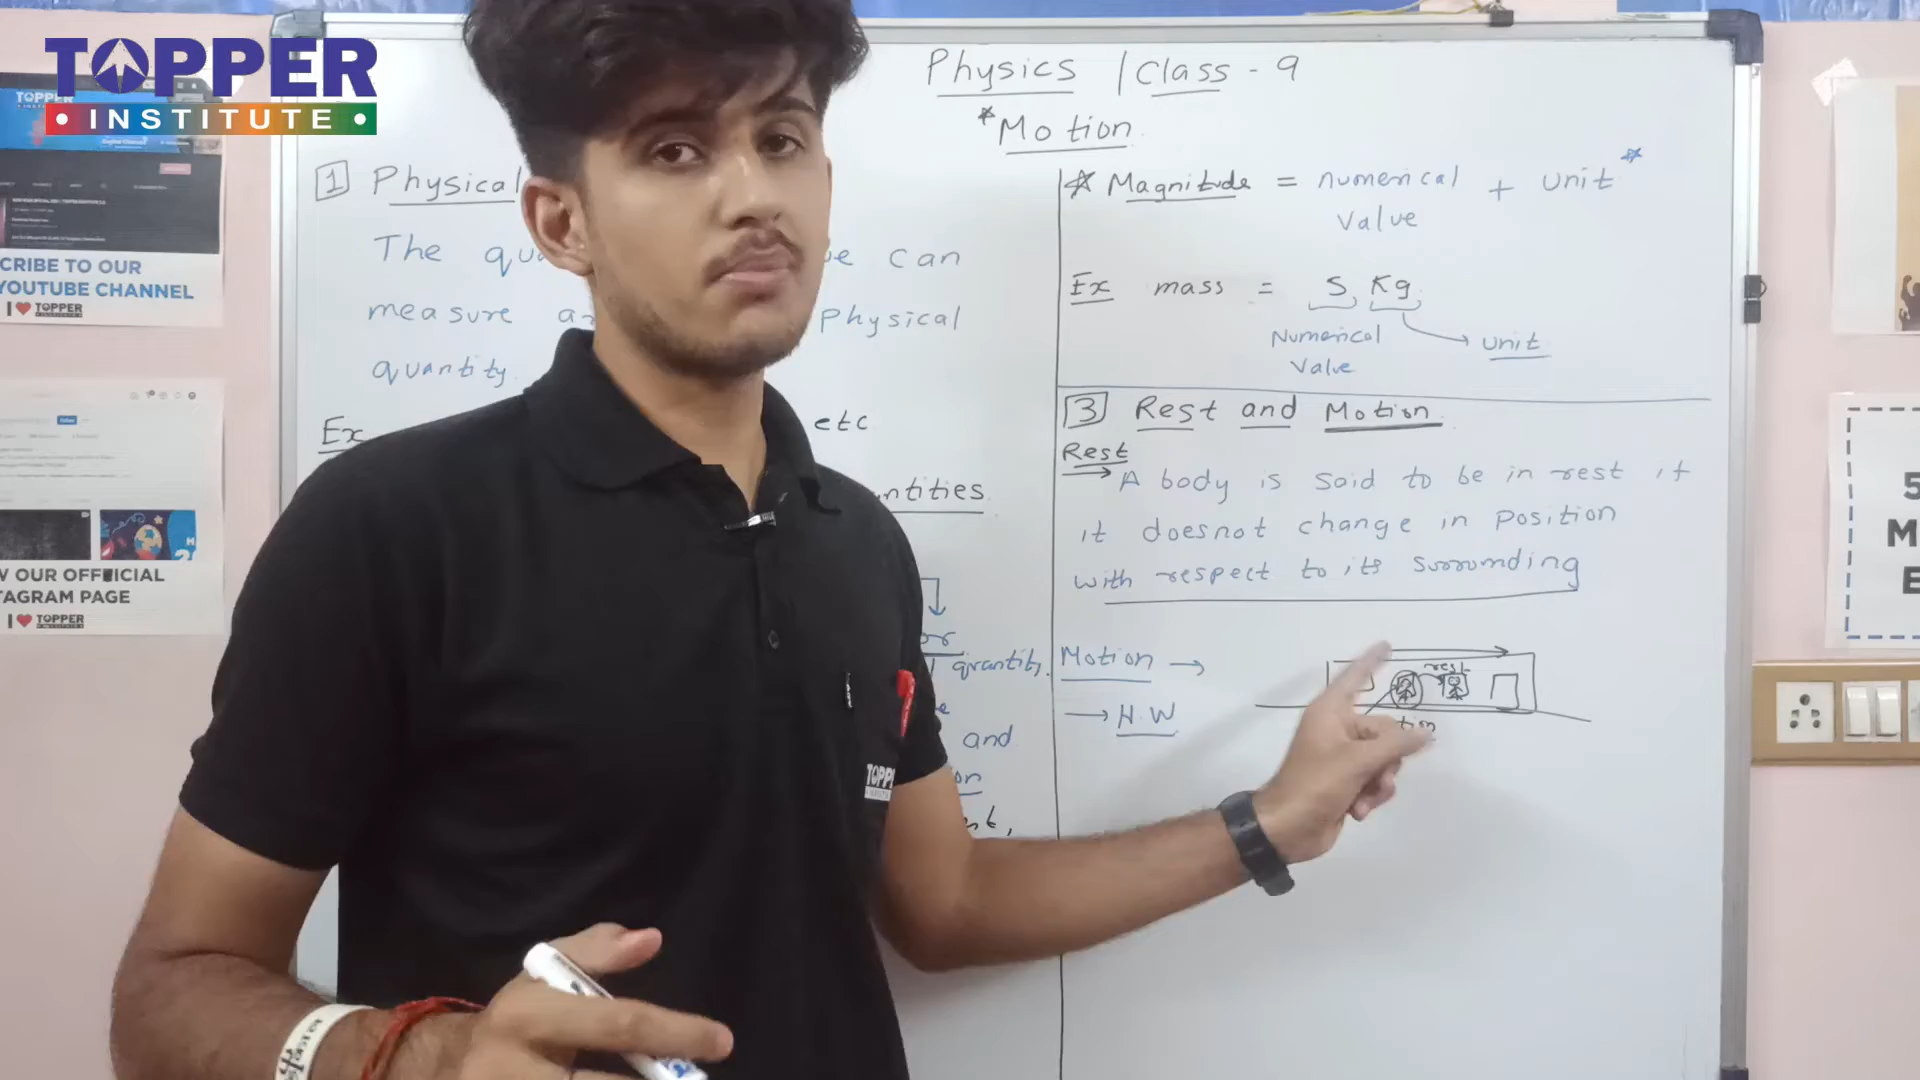 TOPPER
INSTITUTE
Physics | Class - 9
*Motion
1 Physical
The can
measure Physical
quantity
Ex etc
ntities
quantity
and
Magnitude = numerical + unit
Value
Ex mass = 5 Kg
Numerical unit
Value
3 Rest and Motion
Rest
→ A body is said to be in rest if
it doesnot change in position
with respect to its surrounding
Motion →
→ H.W
rest
TOPPER
CRIBE TO OUR
YOUTUBE CHANNEL
I ❤ TOPPER
W OUR OFFICIAL
TAGRAM PAGE
I ❤ TOPPER
TOPP
5
M
E